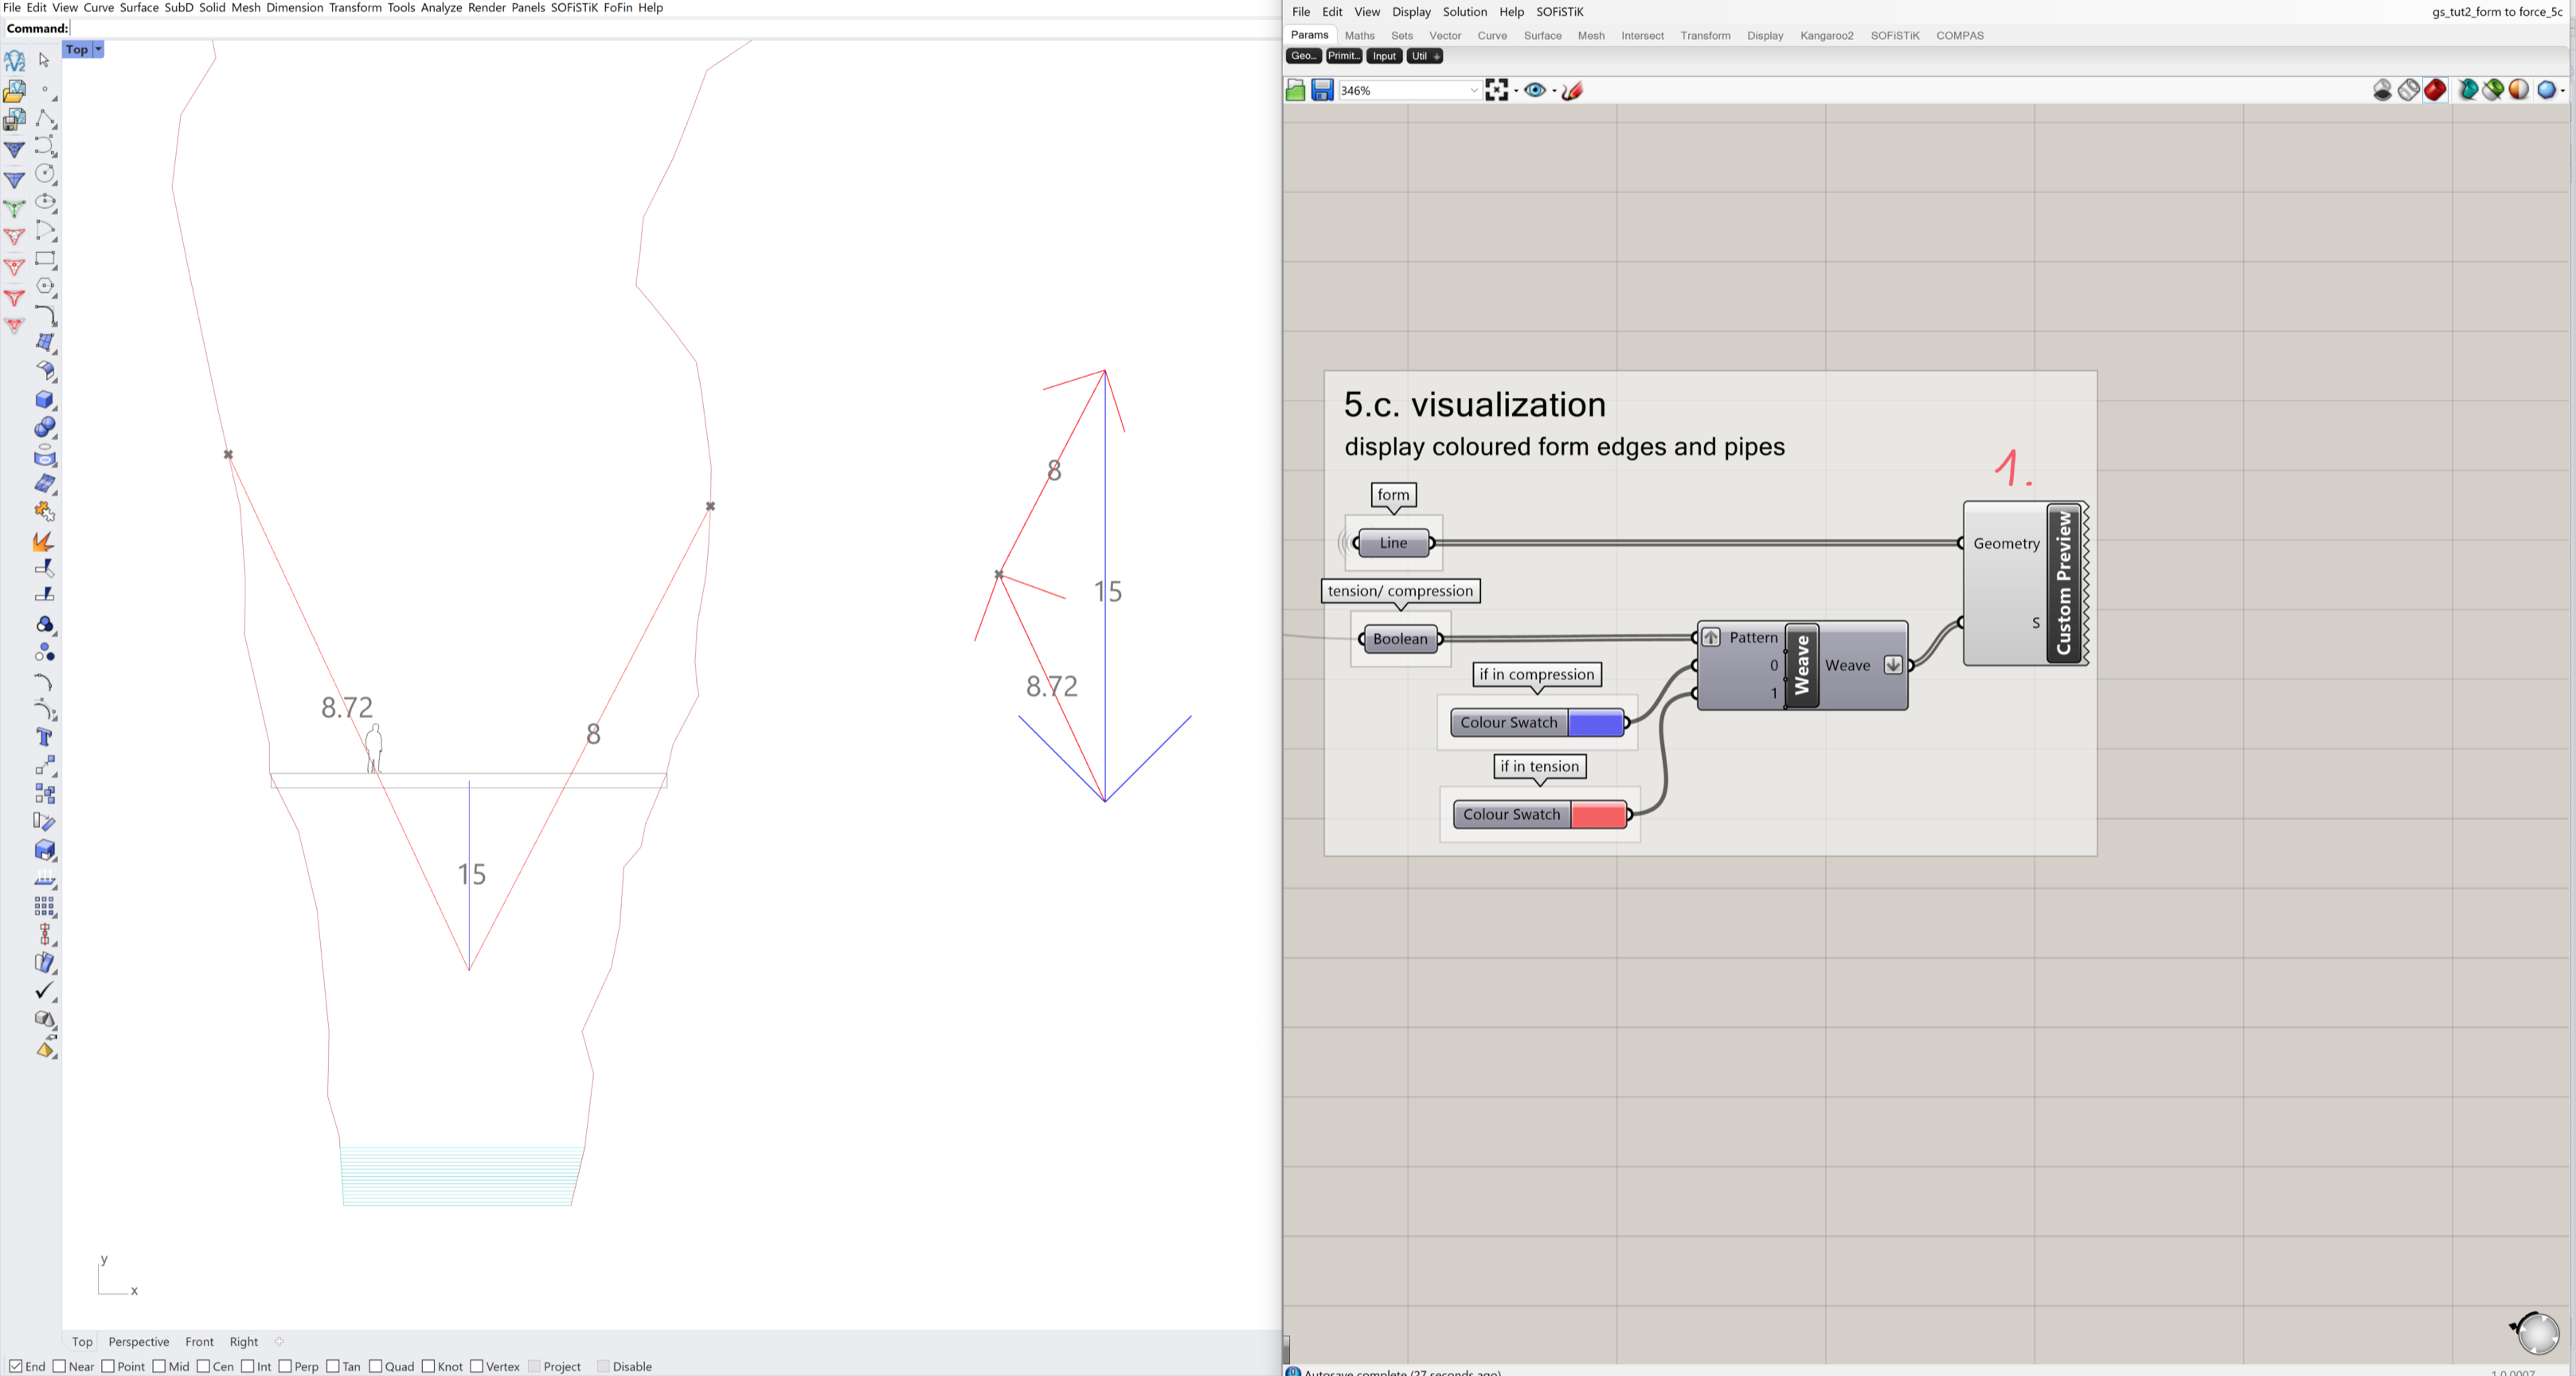 File Edit View Curve Surface SubD Solid Mesh Dimension Transform Tools Analyze Render Panels SOFiSTiK FoFin Help
Command:
Top
8.72
8
15
8
15
8.72
y
x
Top Perspective Front Right
End Near Point Mid Cen Int Perp Tan Quad Knot Vertex Project Disable
File Edit View Display Solution Help SOFiSTiK
gs_tut2_form to force_5c
Params Maths Sets Vector Curve Surface Mesh Intersect Transform Display Kangaroo2 SOFiSTiK COMPAS
Geo... Primit... Input Util
346%
5.c. visualization
display coloured form edges and pipes
1.
form
Line
Geometry
S
Custom Preview
tension/ compression
Boolean
Pattern
0
1
Weave
Weave
if in compression
Colour Swatch
if in tension
Colour Swatch
Autosave complete (27 seconds ago)
1.0.0007